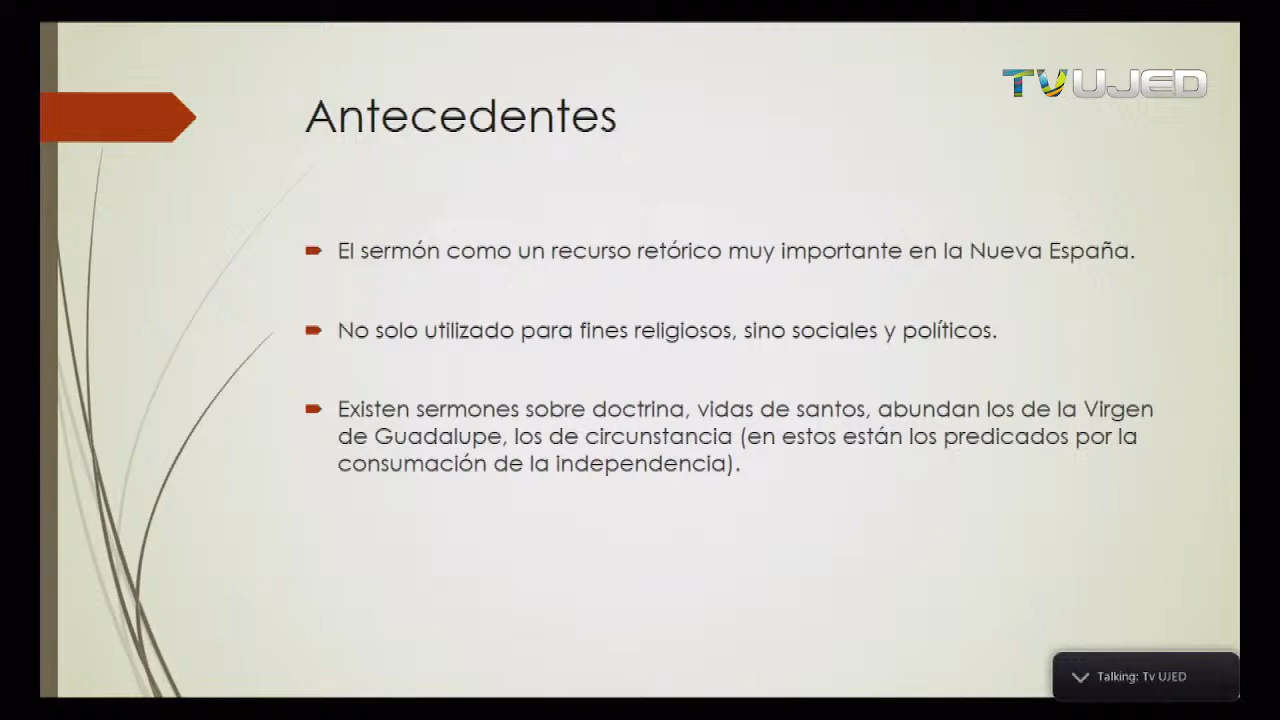 TVUJED
Antecedentes
El sermón como un recurso retórico muy importante en la Nueva España.
No solo utilizado para fines religiosos, sino sociales y políticos.
Existen sermones sobre doctrina, vidas de santos, abundan los de la Virgen
de Guadalupe, los de circunstancia (en estos están los predicados por la
consumación de la independencia).
Talking: Tv UJED